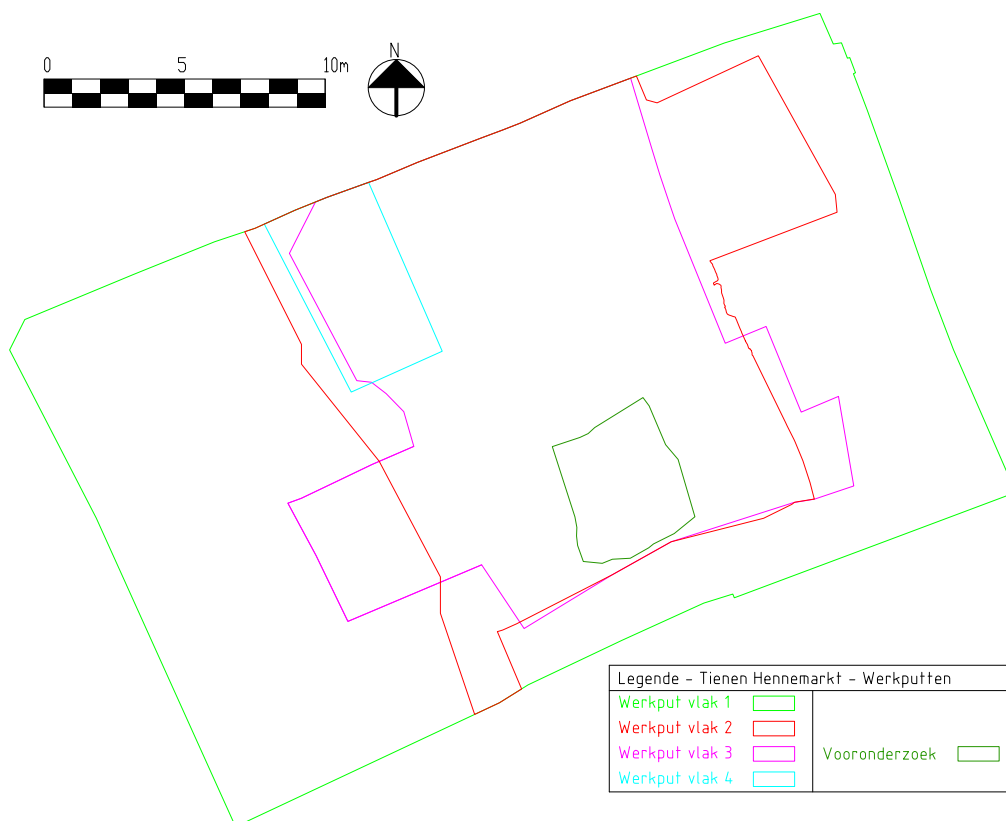 N
0 5 10m
Legende - Tienen Hennemarkt - Werkputten
Werkput vlak 1
Werkput vlak 2
Werkput vlak 3
Vooronderzoek
Werkput vlak 4